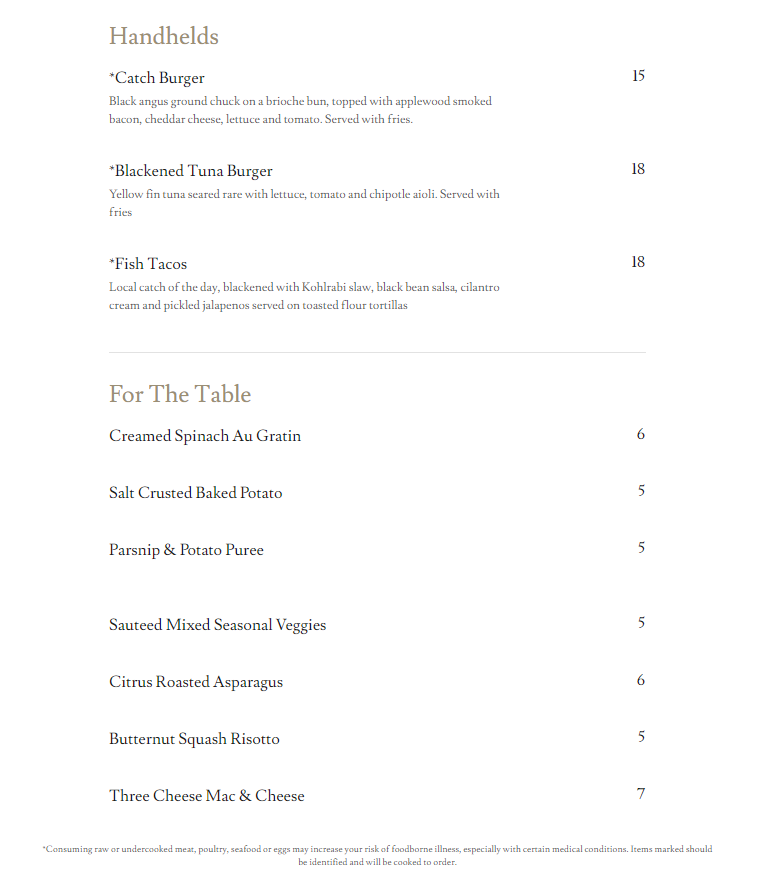 Handhelds
*Catch Burger 15
Black angus ground chuck on a brioche bun, topped with applewood smoked
bacon, cheddar cheese, lettuce and tomato. Served with fries.
*Blackened Tuna Burger 18
Yellow fin tuna seared rare with lettuce, tomato and chipotle aioli. Served with
fries
*Fish Tacos 18
Local catch of the day, blackened with Kohlrabi slaw, black bean salsa, cilantro
cream and pickled jalapenos served on toasted flour tortillas
For The Table
Creamed Spinach Au Gratin 6
Salt Crusted Baked Potato 5
Parsnip & Potato Puree 5
Sauteed Mixed Seasonal Veggies 5
Citrus Roasted Asparagus 6
Butternut Squash Risotto 5
Three Cheese Mac & Cheese 7
*Consuming raw or undercooked meat, poultry, seafood or eggs may increase your risk of foodborne illness, especially with certain medical conditions. Items marked should
be identified and will be cooked to order.